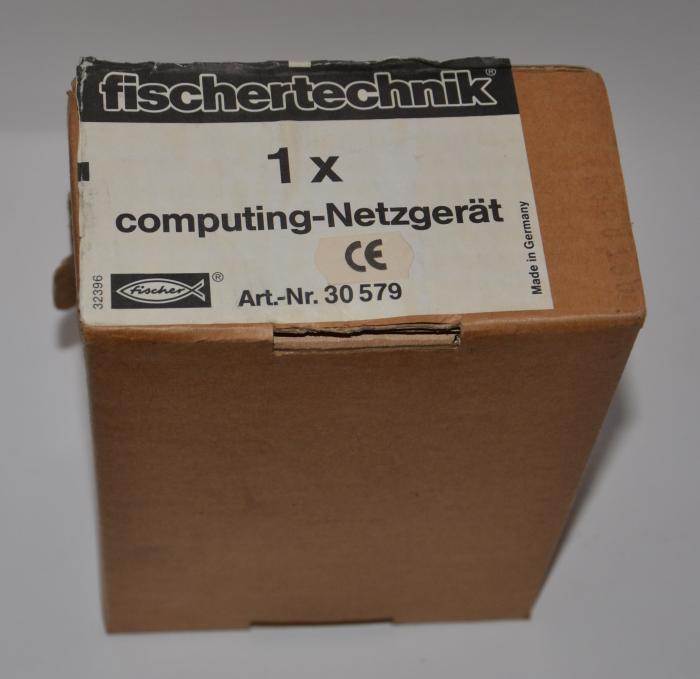 fischertechnik®
1 x
computing-Netzgerät
CE
32396
fischer®
Art.-Nr. 30 579
Made in Germany